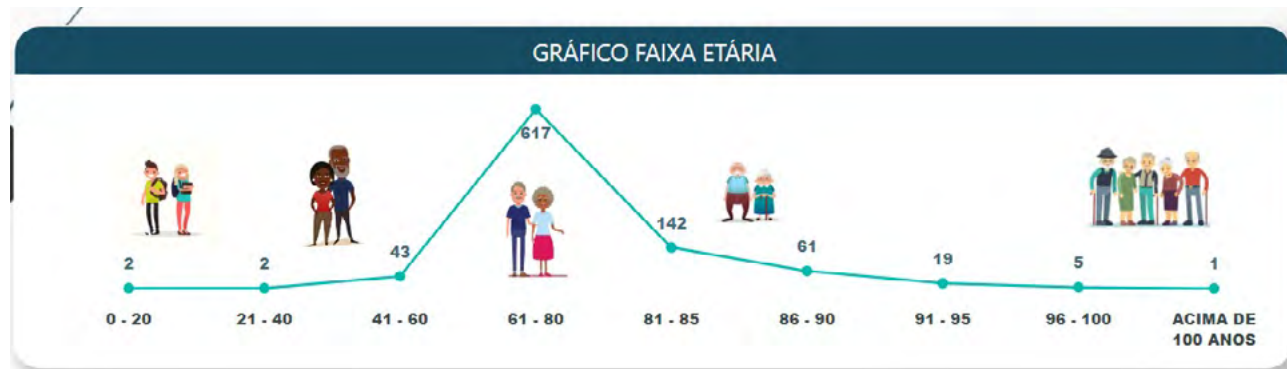 GRÁFICO FAIXA ETÁRIA
617
142
43
61
2
2
19
5
1
0 - 20
21 - 40
41 - 60
61 - 80
81 - 85
86 - 90
91 - 95
96 - 100
ACIMA DE
100 ANOS